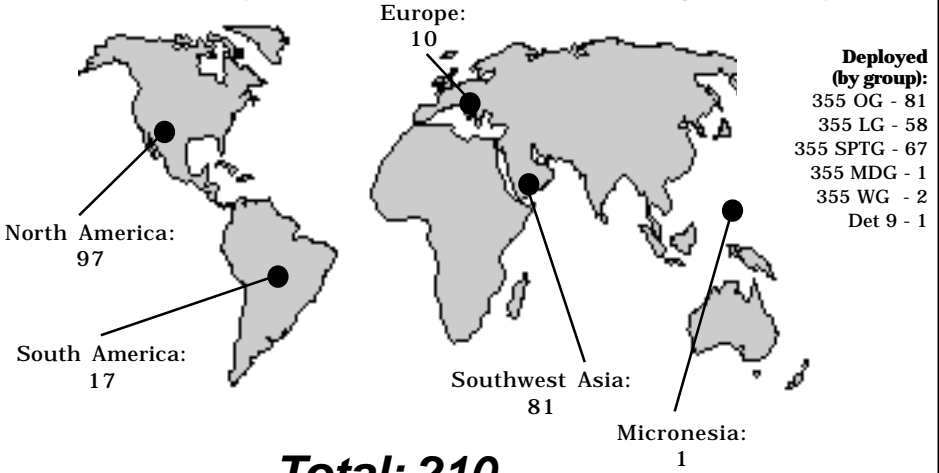 Europe:
10
Deployed
(by group):
355 OG - 81
355 LG - 58
355 SPTG - 67
355 MDG - 1
355 WG - 2
Det 9 - 1
North America:
97
South America:
17
Southwest Asia:
81
Micronesia:
1
Total: 210